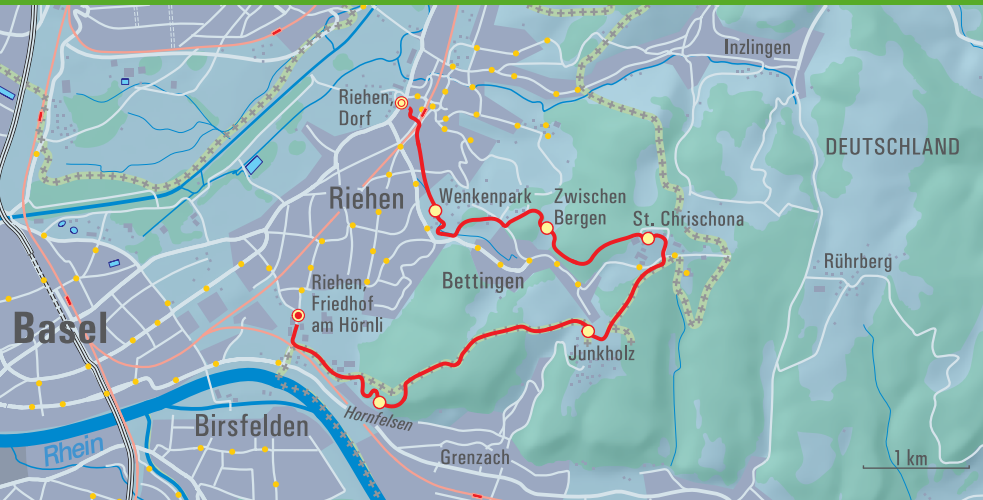 Inzlingen
Riehen,
Dorf
DEUTSCHLAND
Riehen
Wenkenpark
Zwischen
Bergen
St. Chrischona
Rührberg
Bettingen
Riehen,
Friedhof
am Hörnli
Basel
Junkholz
Hornfelsen
Birsfelden
Rhein
Grenzach
1 km